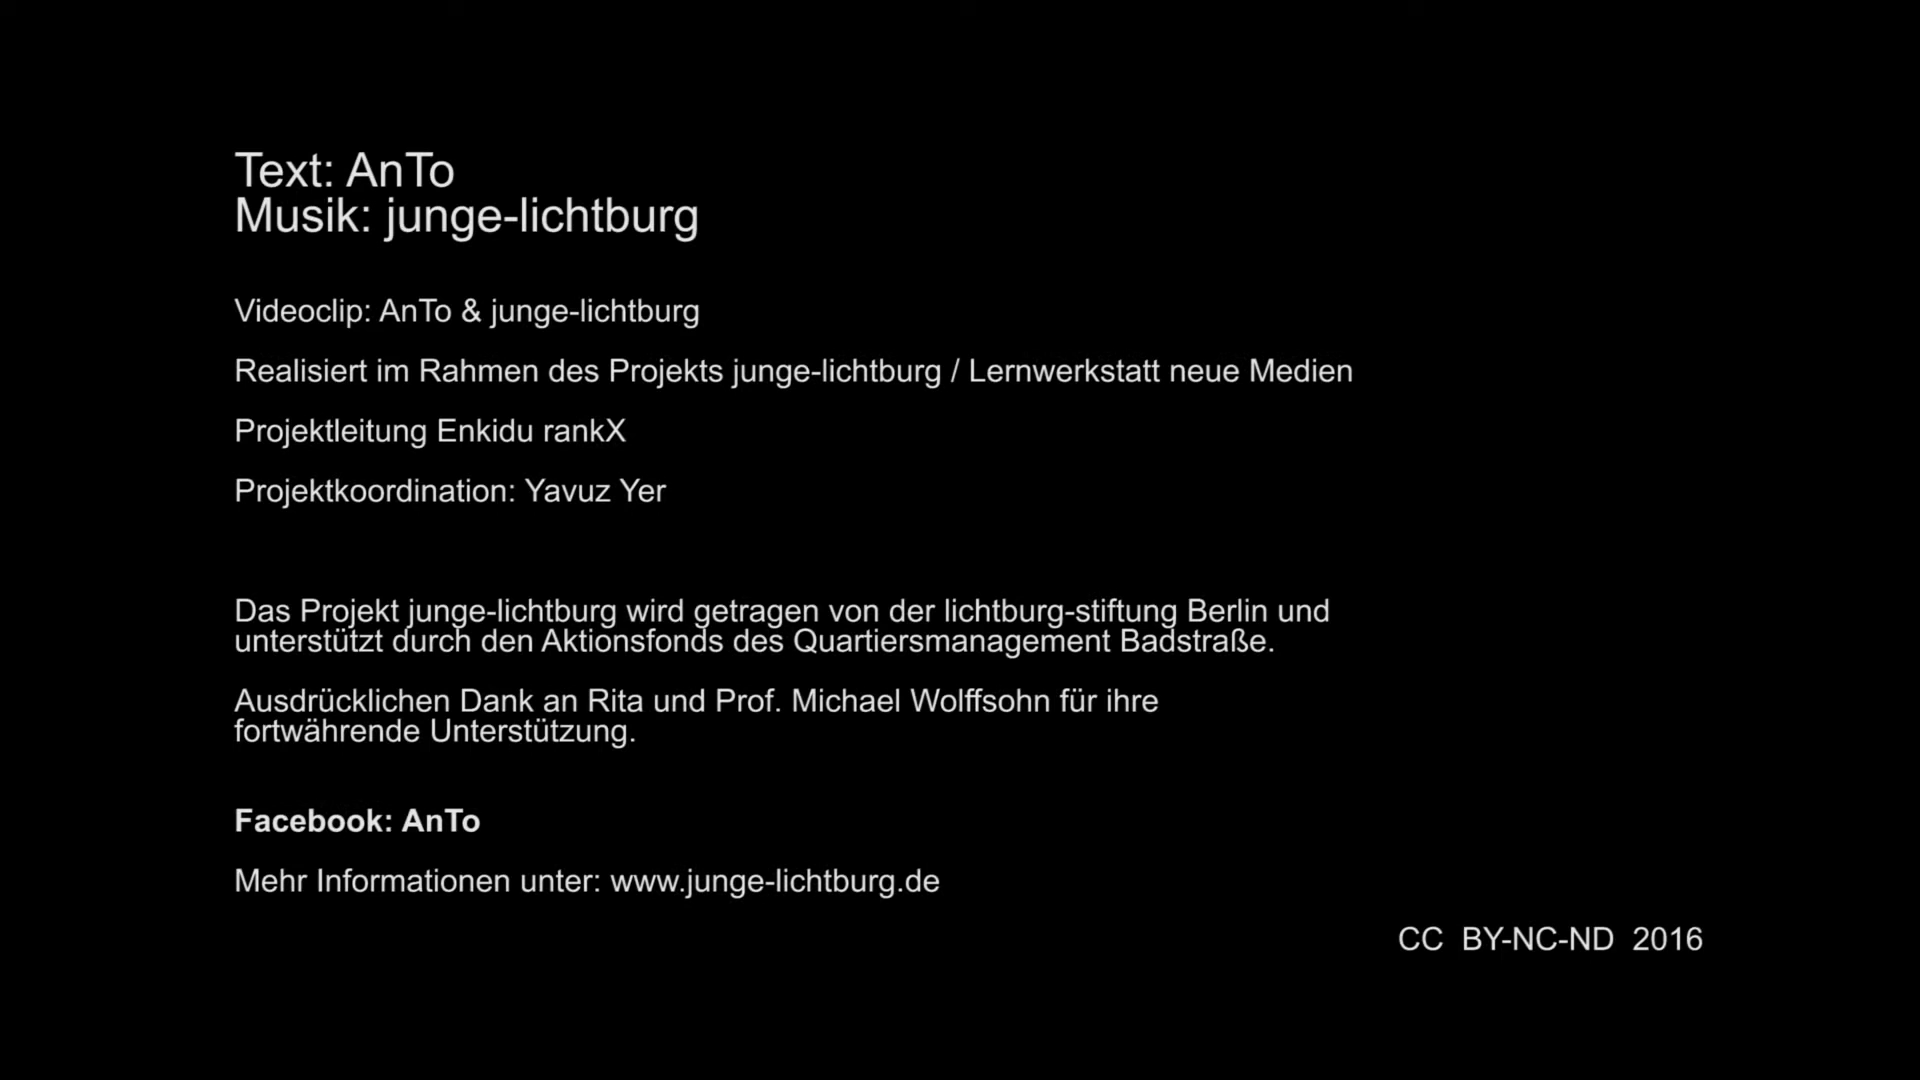 Text: AnTo
Musik: junge-lichtburg
Videoclip: AnTo & junge-lichtburg
Realisiert im Rahmen des Projekts junge-lichtburg / Lernwerkstatt neue Medien
Projektleitung Enkidu rankX
Projektkoordination: Yavuz Yer
Das Projekt junge-lichtburg wird getragen von der lichtburg-stiftung Berlin und
unterstützt durch den Aktionsfonds des Quartiersmanagement Badstraße.
Ausdrücklichen Dank an Rita und Prof. Michael Wolffsohn für ihre
fortwährende Unterstützung.
Facebook: AnTo
Mehr Informationen unter: www.junge-lichtburg.de
CC BY-NC-ND 2016